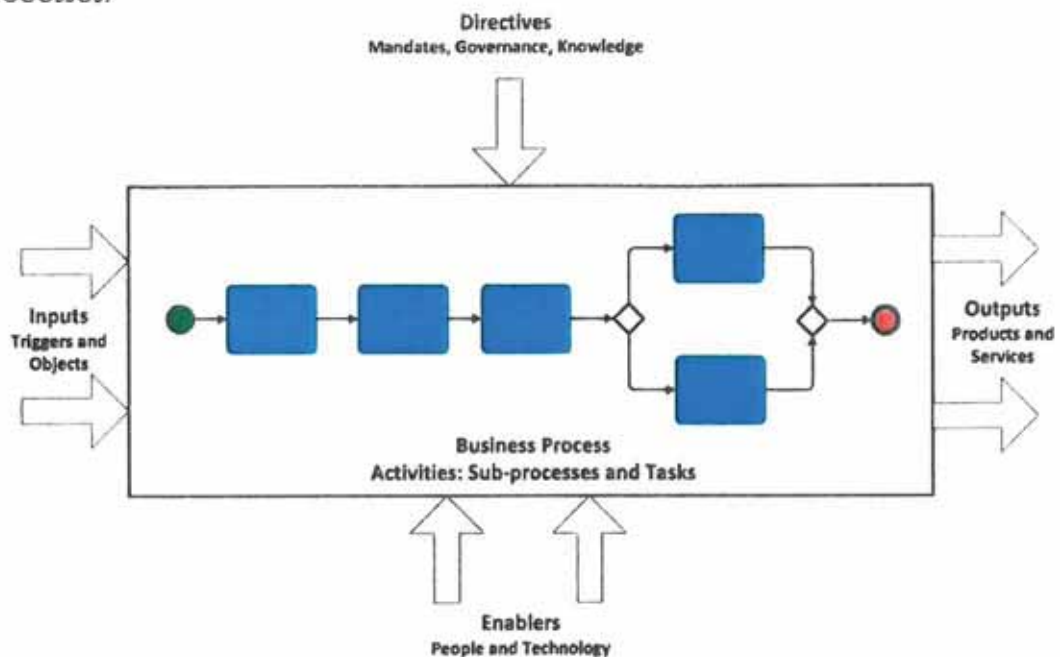 Directives
Mandates, Governance, Knowledge
Inputs
Triggers and
Objects
Outputs
Products and
Services
Business Process
Activities: Sub-processes and Tasks
Enablers
People and Technology